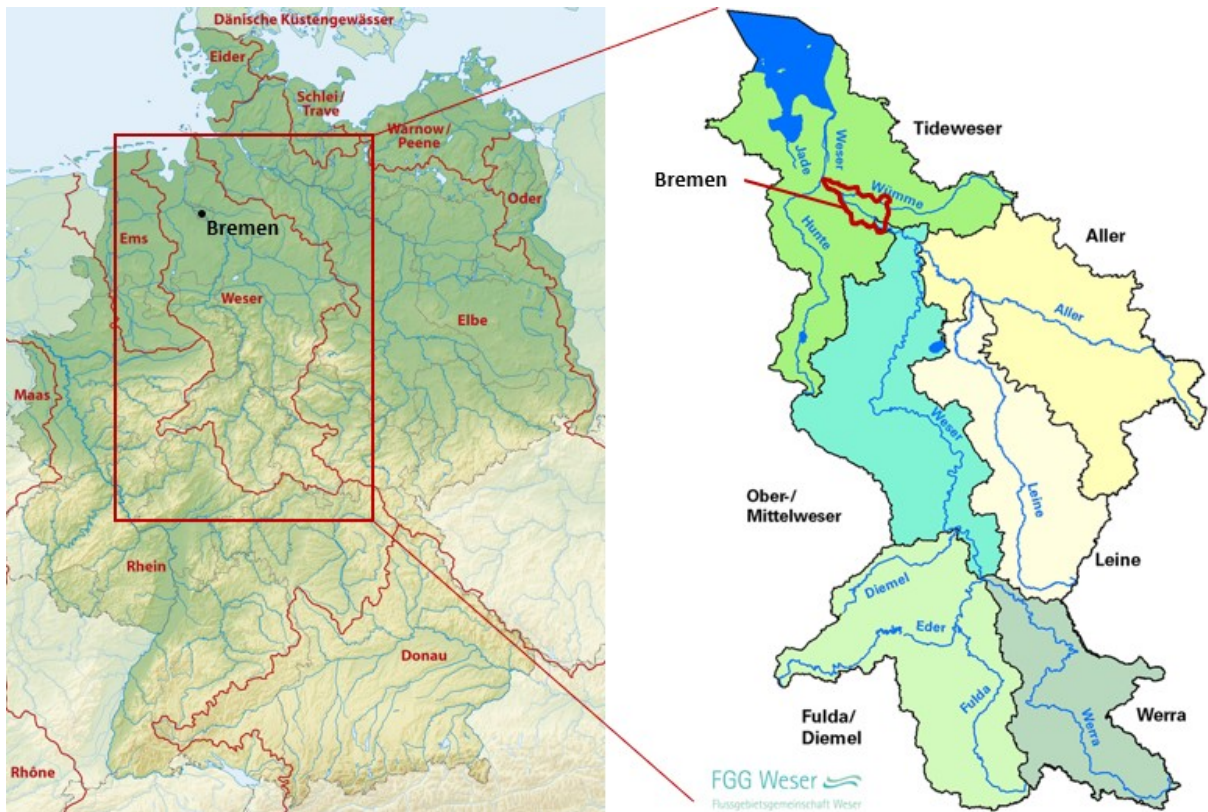 Dänische Küstengewässer
Eider
Schlei/
Trave
Warnow/
Peene
Oder
Ems
Bremen
Weser
Elbe
Maas
Rhein
Donau
Rhône
Tideweser
Weser
Jade
Bremen
Wümme
Hunte
Aller
Aller
Weser
Ober-/
Mittelweser
Leine
Leine
Diemel
Eder
Fulda
Fulda/
Diemel
Werra
Werra
FGG Weser
Flussgebietsgemeinschaft Weser